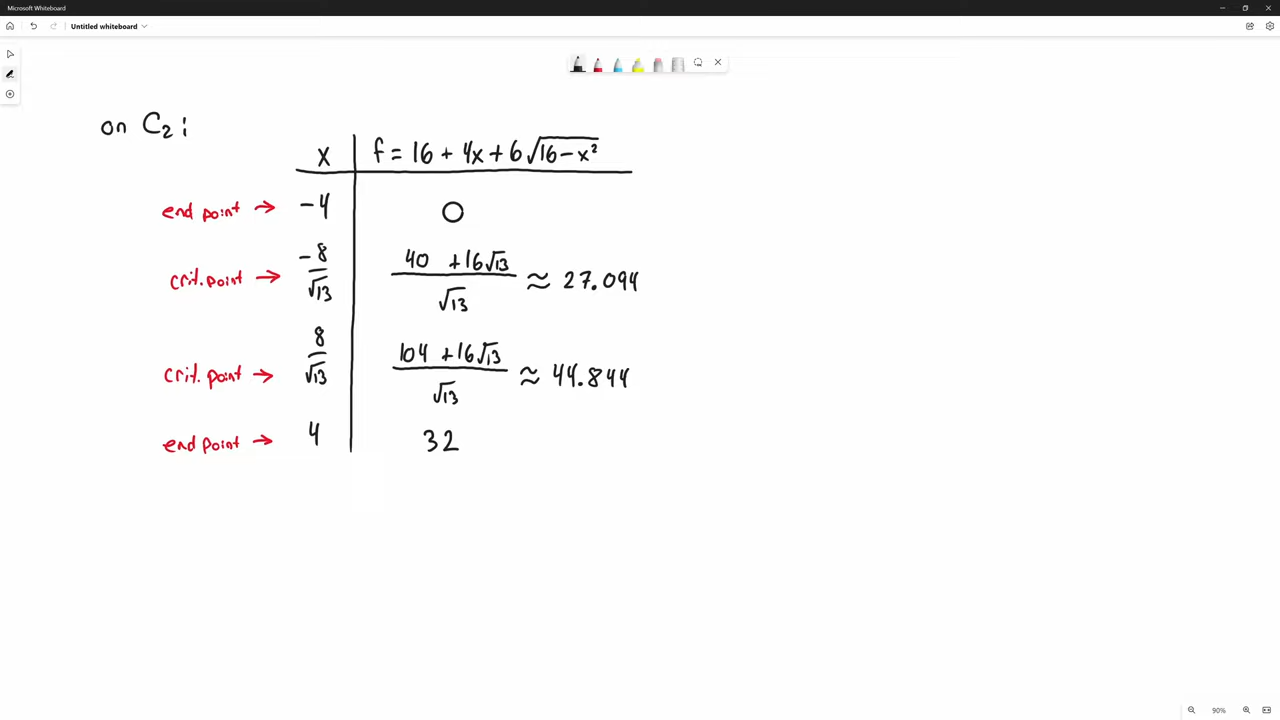 Microsoft Whiteboard
Untitled whiteboard
on C₂ :
x | f = 16 + 4x + 6√(16 − x²)
end point → −4 | 0
crit. point → −8/√13 | (40 + 16√13)/√13 ≈ 27.094
crit. point → 8/√13 | (104 + 16√13)/√13 ≈ 44.844
end point → 4 | 32
90%